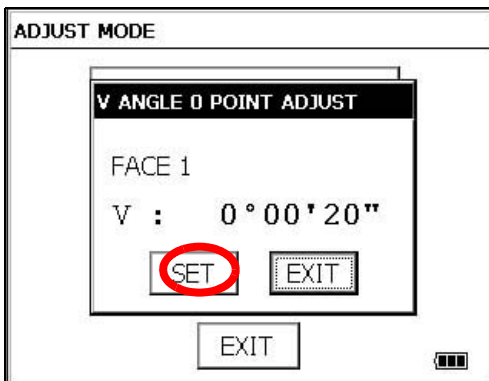 ADJUST MODE
V ANGLE 0 POINT ADJUST
FACE 1
V : 0°00'20"
SET EXIT
EXIT